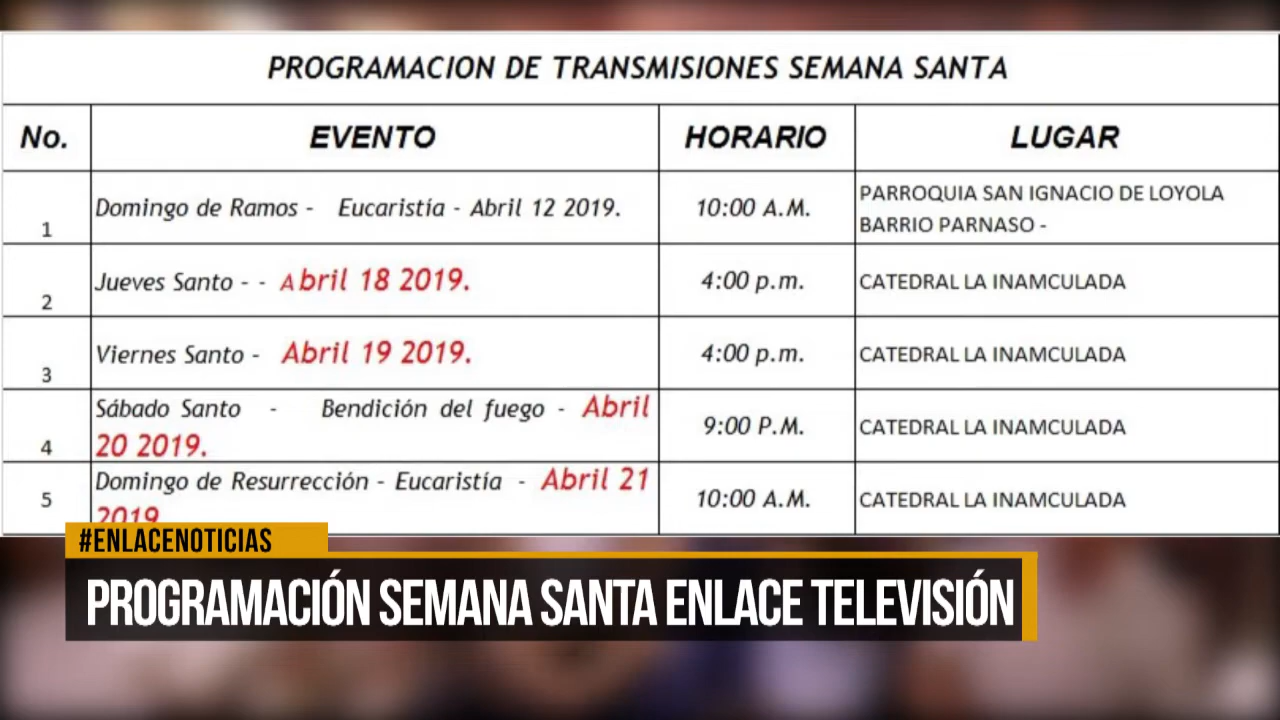 PROGRAMACION DE TRANSMISIONES SEMANA SANTA
No. EVENTO HORARIO LUGAR
1 Domingo de Ramos - Eucaristía - Abril 12 2019. 10:00 A.M. PARROQUIA SAN IGNACIO DE LOYOLA
BARRIO PARNASO -
2 Jueves Santo - - Abril 18 2019. 4:00 p.m. CATEDRAL LA INAMCULADA
3 Viernes Santo - Abril 19 2019. 4:00 p.m. CATEDRAL LA INAMCULADA
4 Sábado Santo - Bendición del fuego - Abril 9:00 P.M. CATEDRAL LA INAMCULADA
20 2019.
5 Domingo de Resurrección - Eucaristía - Abril 21 10:00 A.M. CATEDRAL LA INAMCULADA
2019
#ENLACENOTICIAS
PROGRAMACIÓN SEMANA SANTA ENLACE TELEVISIÓN